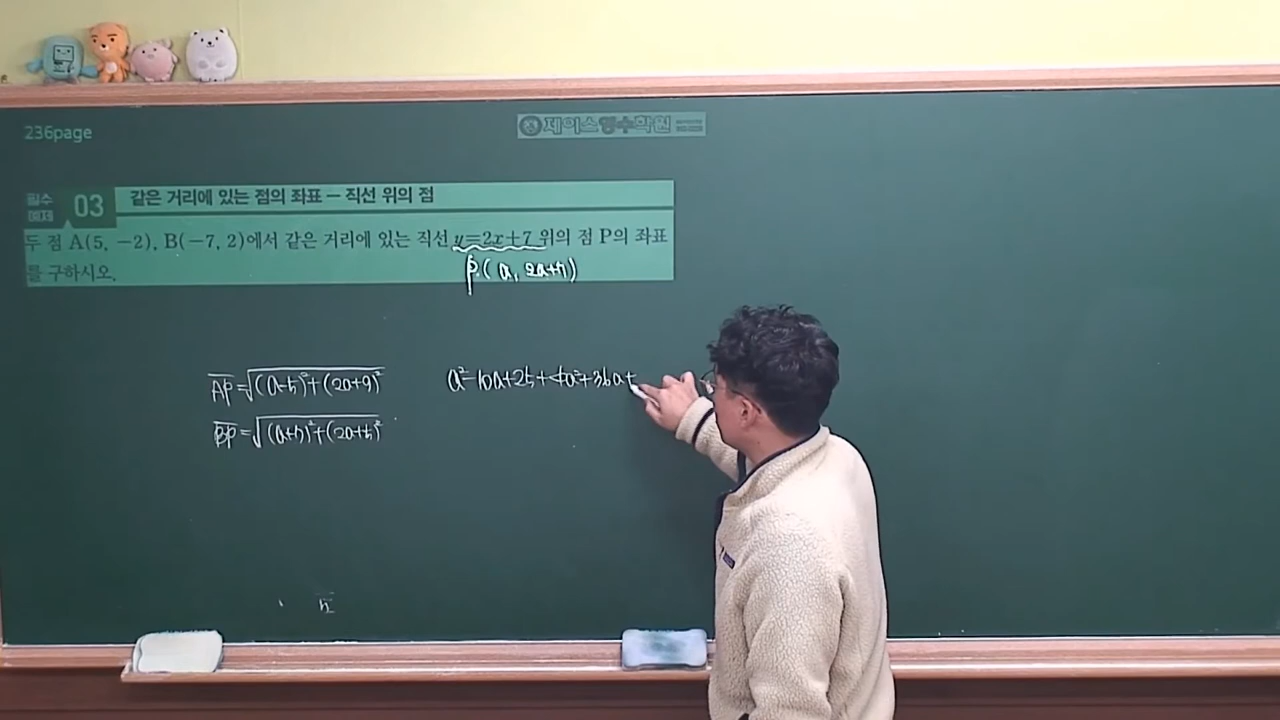 236page
제이스영수학원
필수 예제 03 같은 거리에 있는 점의 좌표 - 직선 위의 점
두 점 A(5, -2), B(-7, 2)에서 같은 거리에 있는 직선 y=2x+7 위의 점 P의 좌표
를 구하시오.
P(a, 2a+7)
AP=√(a-5)²+(2a+9)²
BP=√(a+7)²+(2a+5)²
a²-10a+25+4a²+36a+